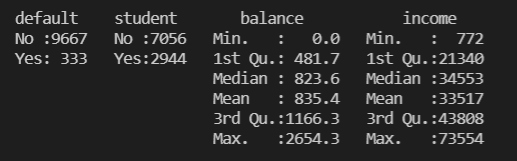 default    student        balance           income
No :9667   No :7056   Min.   :   0.0   Min.   :  772
Yes: 333   Yes:2944   1st Qu.: 481.7   1st Qu.:21340
                      Median : 823.6   Median :34553
                      Mean   : 835.4   Mean   :33517
                      3rd Qu.:1166.3   3rd Qu.:43808
                      Max.   :2654.3   Max.   :73554